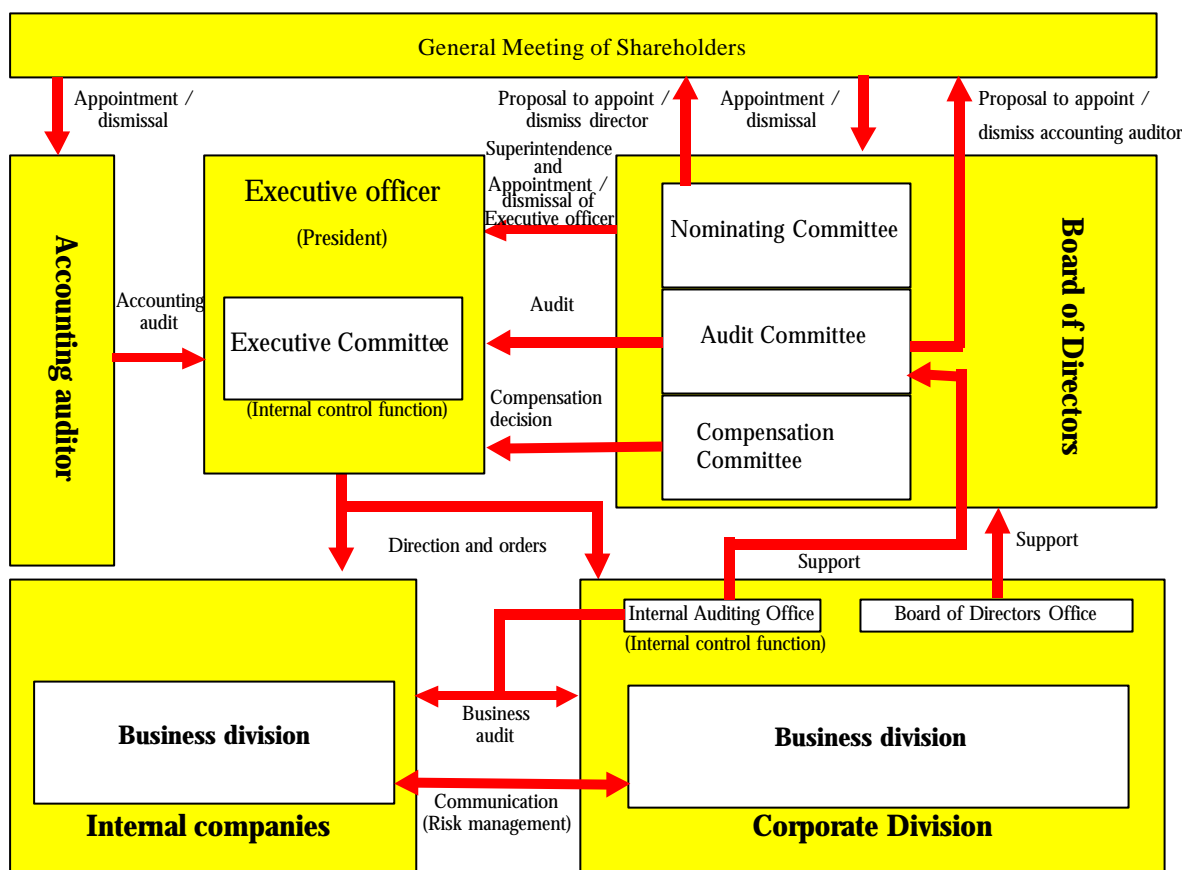 General Meeting of Shareholders
Appointment /
dismissal
Proposal to appoint /
dismiss director
Appointment /
dismissal
Proposal to appoint /
dismiss accounting auditor
Accounting auditor
Accounting
audit
Executive officer
(President)
Executive Committee
(Internal control function)
Superintendence
and
Appointment /
dismissal of
Executive officer
Audit
Compensation
decision
Nominating Committee
Audit Committee
Compensation
Committee
Board of Directors
Direction and orders
Support
Support
Internal Auditing Office
(Internal control function)
Board of Directors Office
Business division
Internal companies
Business
audit
Communication
(Risk management)
Business division
Corporate Division